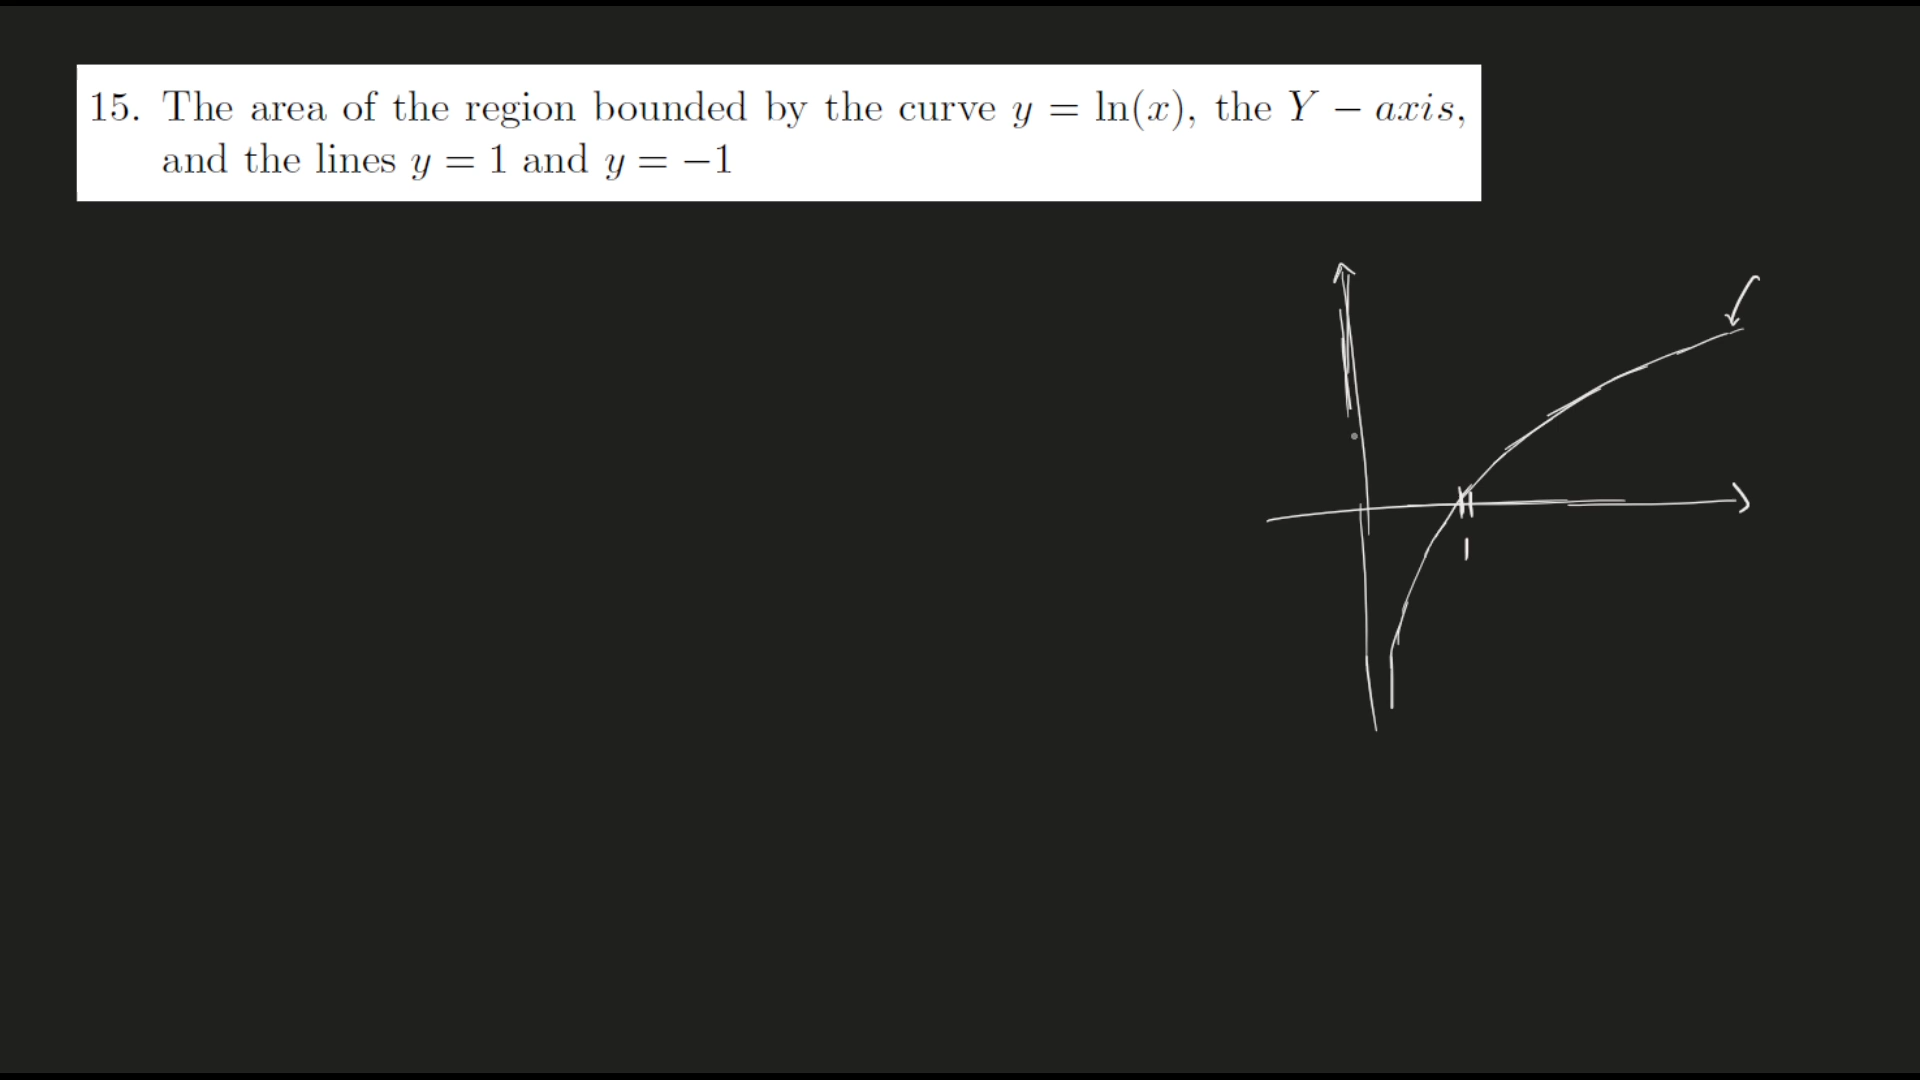 15. The area of the region bounded by the curve y = ln(x), the Y − axis,
and the lines y = 1 and y = −1
1